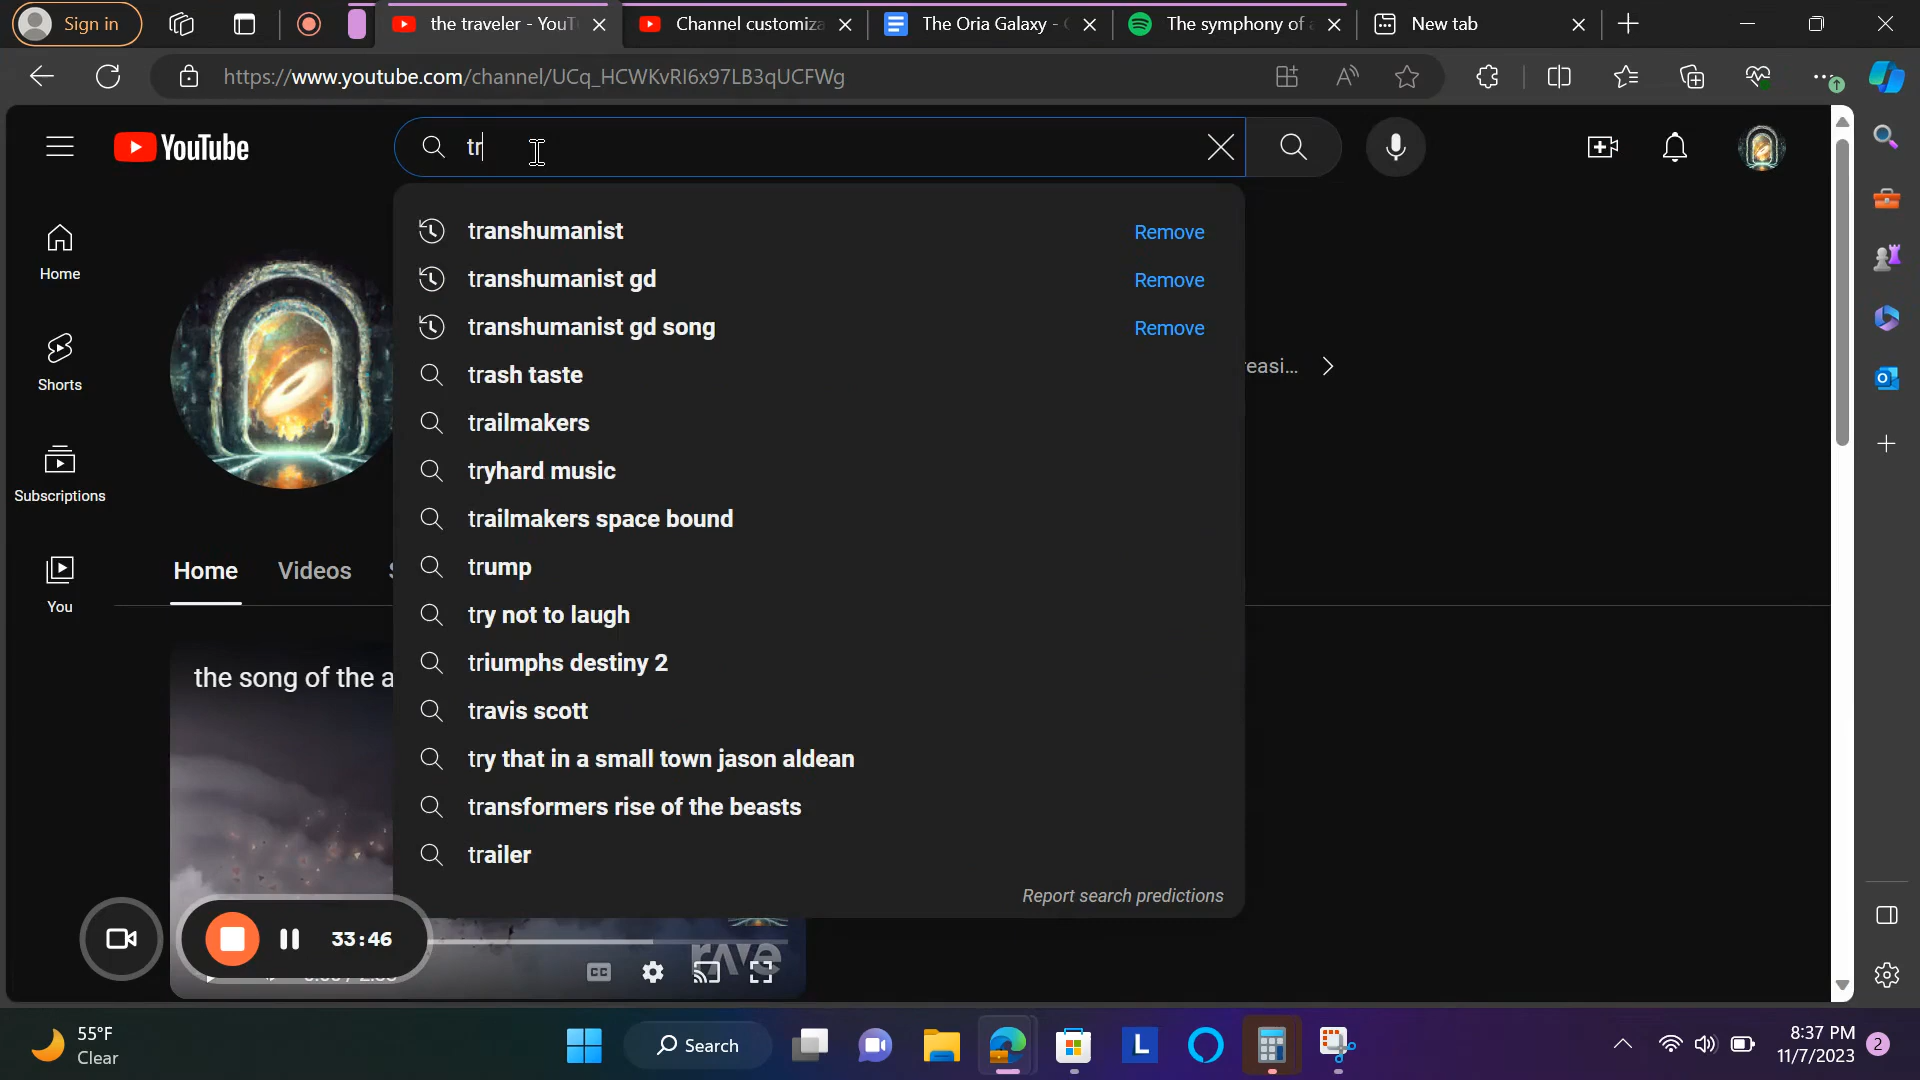 Sign in
the traveler - YouT
Channel customiza
The Oria Galaxy -
The symphony of
New tab
https://www.youtube.com/channel/UCq_HCWKvRI6x97LB3qUCFWg
YouTube
tr
transhumanist
Remove
transhumanist gd
Remove
transhumanist gd song
Remove
trash taste
trailmakers
tryhard music
trailmakers space bound
trump
try not to laugh
triumphs destiny 2
travis scott
try that in a small town jason aldean
transformers rise of the beasts
trailer
Report search predictions
Home
Shorts
Subscriptions
You
reasi...
Home
Videos
the song of the a
33:46
CC
rave
55°F
Clear
Search
L
8:37 PM
11/7/2023
2